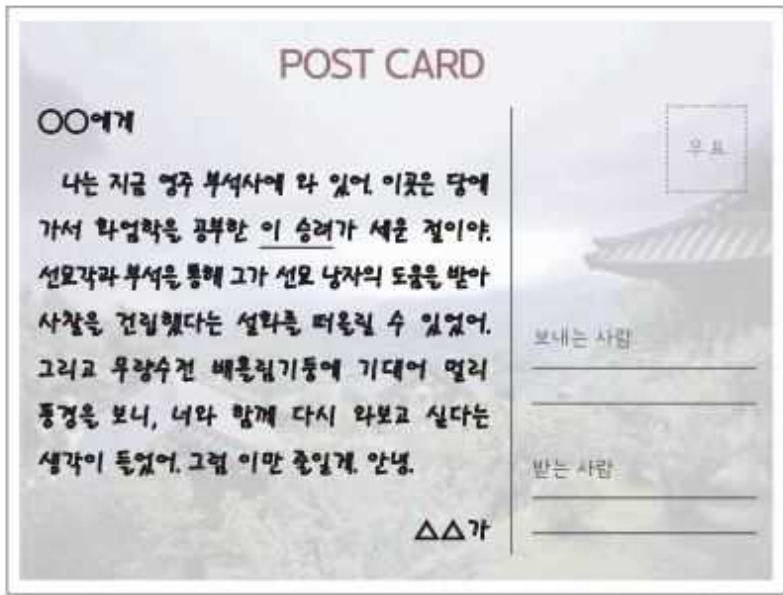 POST CARD
○○에게
나는 지금 영주 부석사에 와 있어. 이곳은 당에
가서 화엄학을 공부한 이 승려가 세운 절이야.
선묘각과 부석을 통해 그가 선묘 낭자의 도움을 받아
사찰을 건립했다는 설화를 떠올릴 수 있었어.
그리고 무량수전 배흘림기둥에 기대어 멀리
풍경을 보니, 너와 함께 다시 와보고 싶다는
생각이 들었어. 그럼 이만 줄일게. 안녕.
△△가
우표
보내는 사람
받는 사람